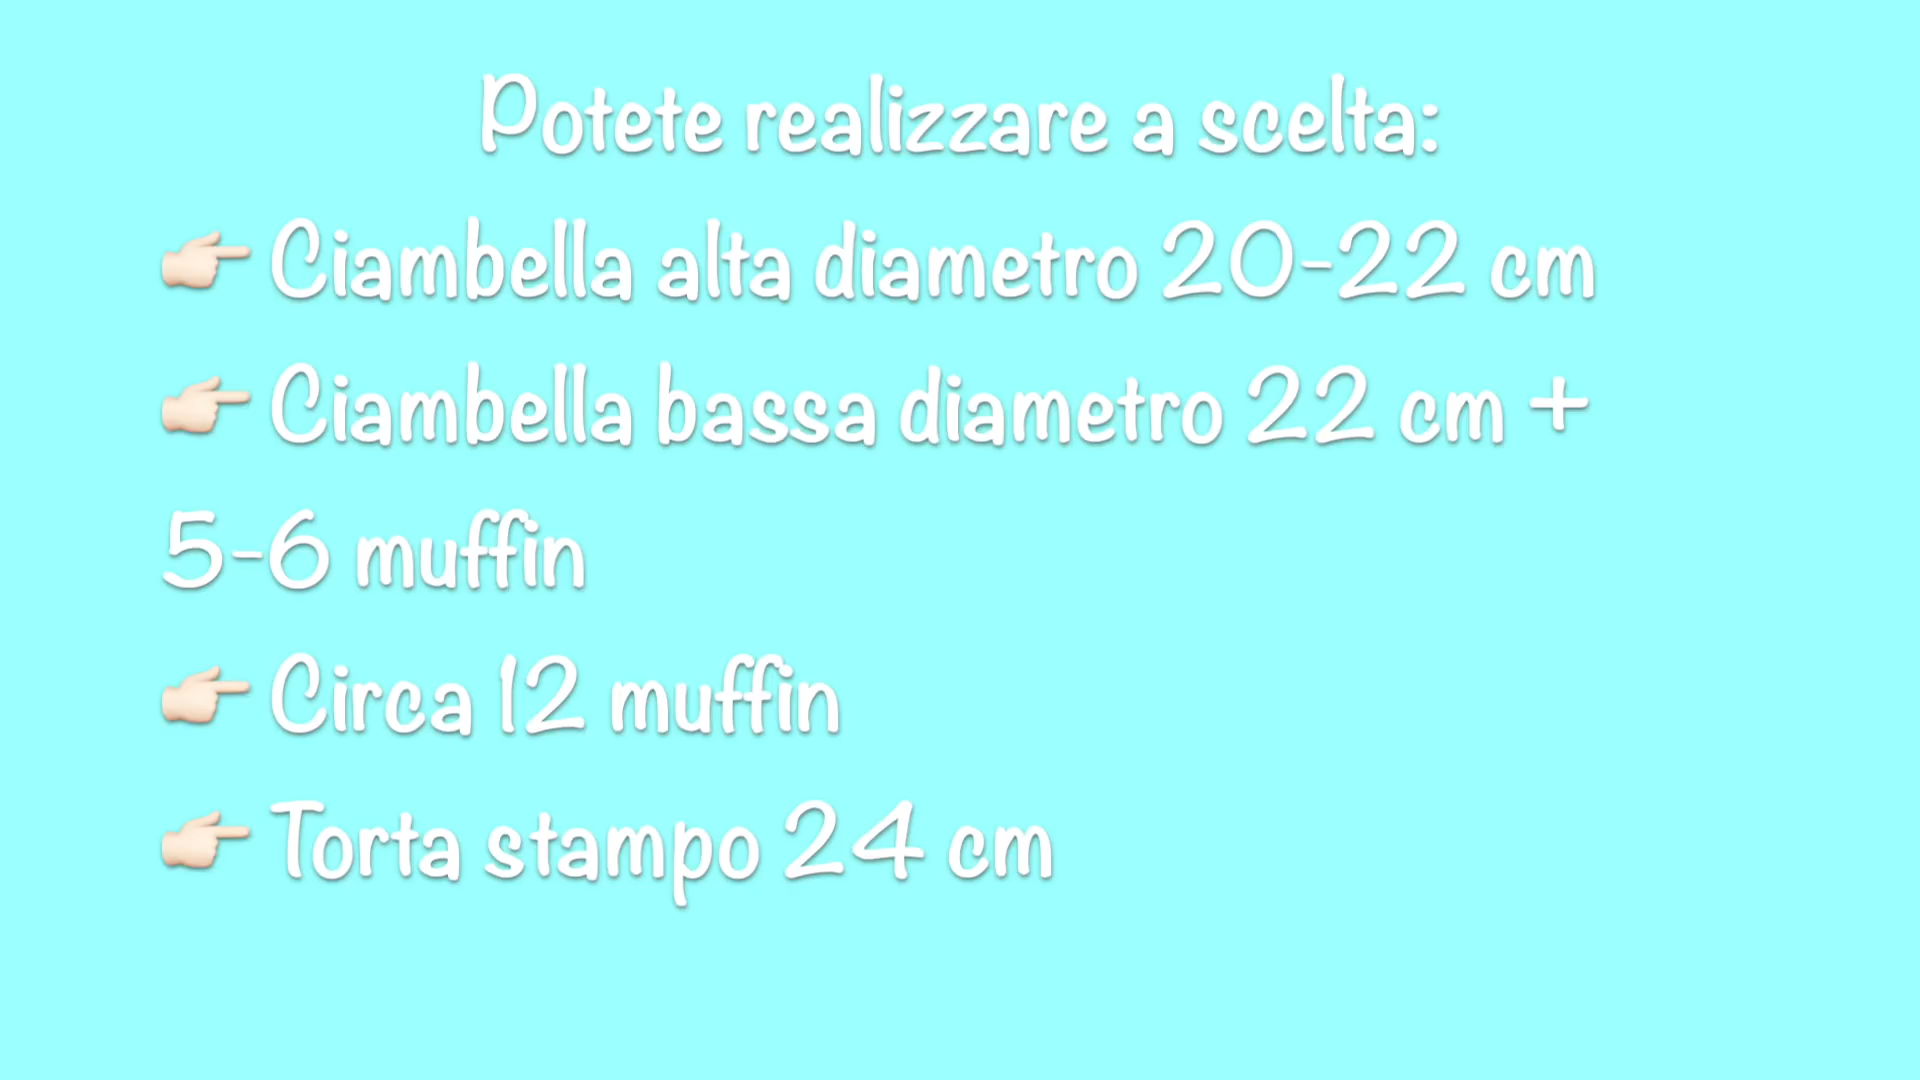 Potete realizzare a scelta:
👉🏻 Ciambella alta diametro 20-22 cm
👉🏻 Ciambella bassa diametro 22 cm +
5-6 muffin
👉🏻 Circa 12 muffin
👉🏻 Torta stampo 24 cm